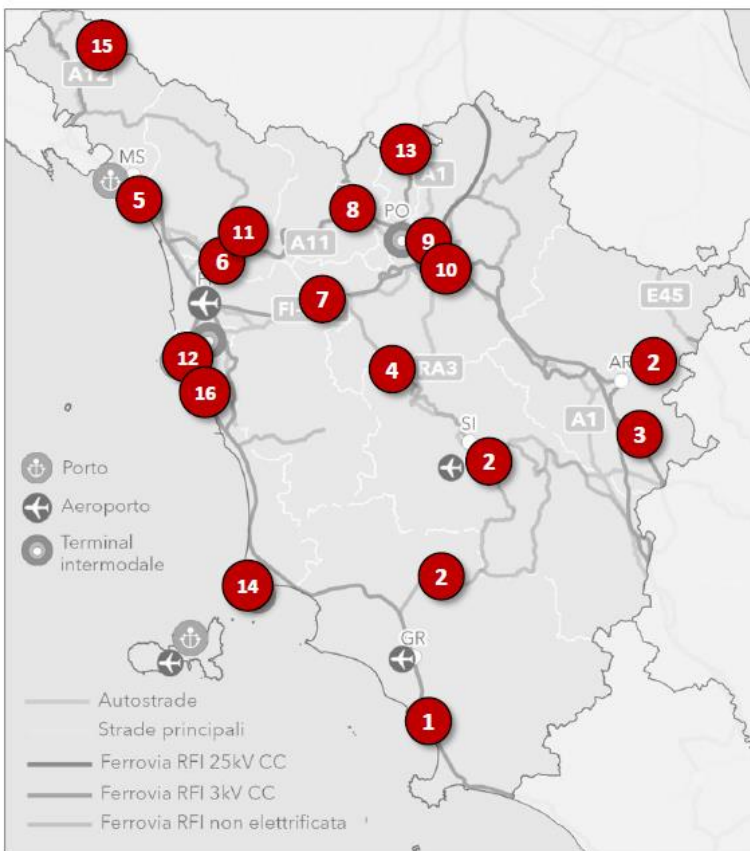 15
A12
13
MS
A1
5
8
PO
11
A11
9
6
10
7
FI-
E45
12
4
RA3
2
AR
16
3
A1
SI
2
Porto
Aeroporto
Terminal
intermodale
14
2
GR
1
Autostrade
Strade principali
Ferrovia RFI 25kV CC
Ferrovia RFI 3kV CC
Ferrovia RFI non elettrificata